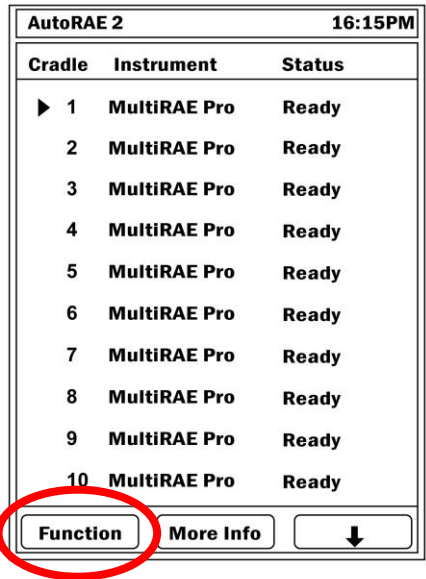 AutoRAE 2 16:15PM
Cradle Instrument Status
1 MultiRAE Pro Ready
2 MultiRAE Pro Ready
3 MultiRAE Pro Ready
4 MultiRAE Pro Ready
5 MultiRAE Pro Ready
6 MultiRAE Pro Ready
7 MultiRAE Pro Ready
8 MultiRAE Pro Ready
9 MultiRAE Pro Ready
10 MultiRAE Pro Ready
Function More Info